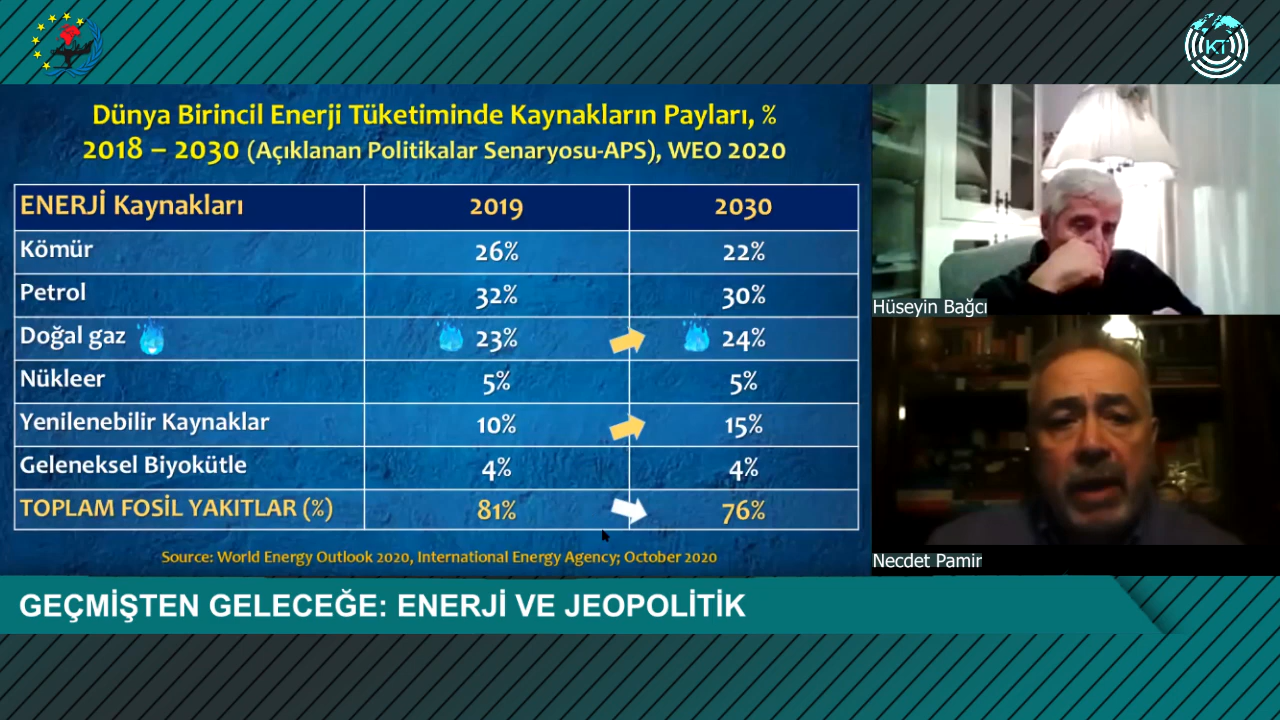 KT
Dünya Birincil Enerji Tüketiminde Kaynakların Payları, %
2018 – 2030 (Açıklanan Politikalar Senaryosu-APS), WEO 2020
ENERJİ Kaynakları 2019 2030
Kömür 26% 22%
Petrol 32% 30%
Doğal gaz 23% 24%
Nükleer 5% 5%
Yenilenebilir Kaynaklar 10% 15%
Geleneksel Biyokütle 4% 4%
TOPLAM FOSİL YAKITLAR (%) 81% 76%
Source: World Energy Outlook 2020, International Energy Agency; October 2020
Hüseyin Bağcı
Necdet Pamir
GEÇMİŞTEN GELECEĞE: ENERJİ VE JEOPOLİTİK